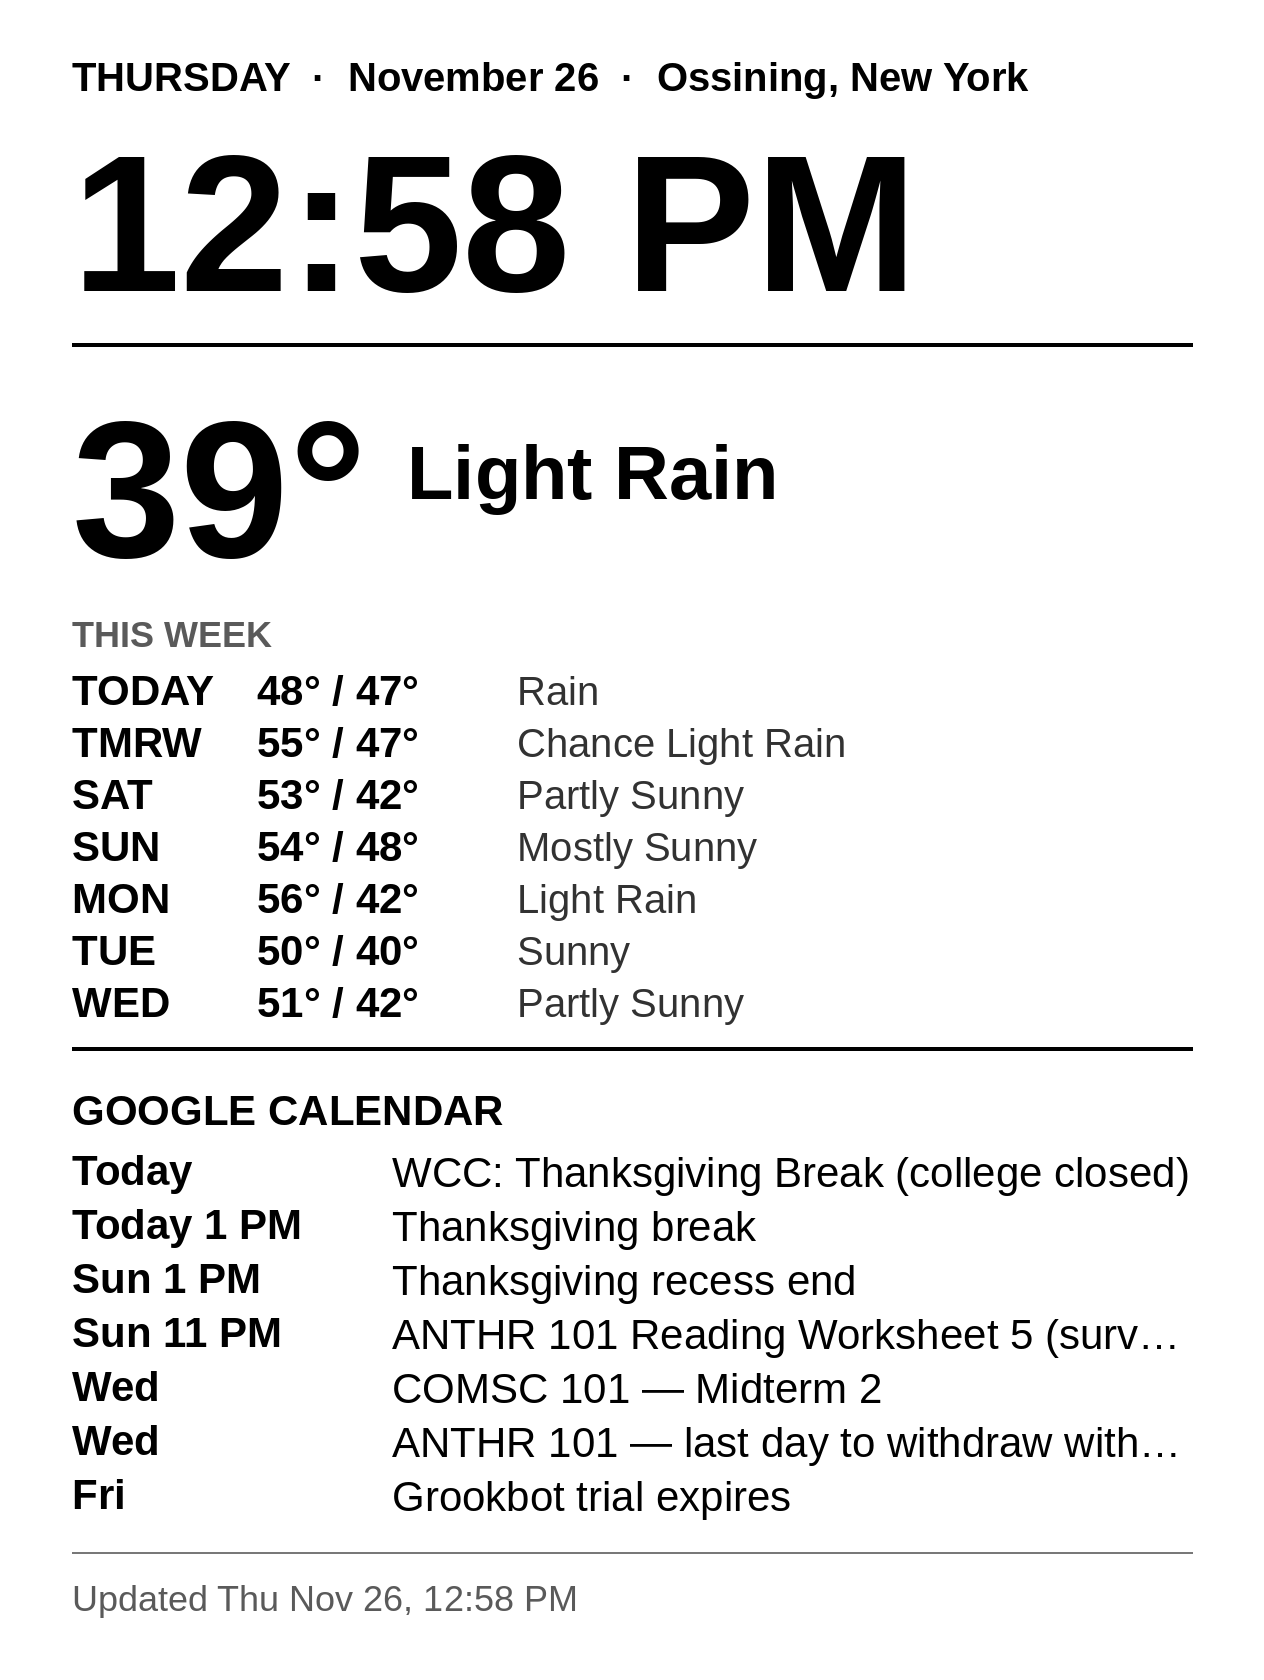 THURSDAY · November 26 · Ossining, New York
12:58 PM
39° Light Rain
THIS WEEK
TODAY 48° / 47° Rain
TMRW 55° / 47° Chance Light Rain
SAT 53° / 42° Partly Sunny
SUN 54° / 48° Mostly Sunny
MON 56° / 42° Light Rain
TUE 50° / 40° Sunny
WED 51° / 42° Partly Sunny
GOOGLE CALENDAR
Today WCC: Thanksgiving Break (college closed)
Today 1 PM Thanksgiving break
Sun 1 PM Thanksgiving recess end
Sun 11 PM ANTHR 101 Reading Worksheet 5 (surv…
Wed COMSC 101 — Midterm 2
Wed ANTHR 101 — last day to withdraw with…
Fri Grookbot trial expires
Updated Thu Nov 26, 12:58 PM